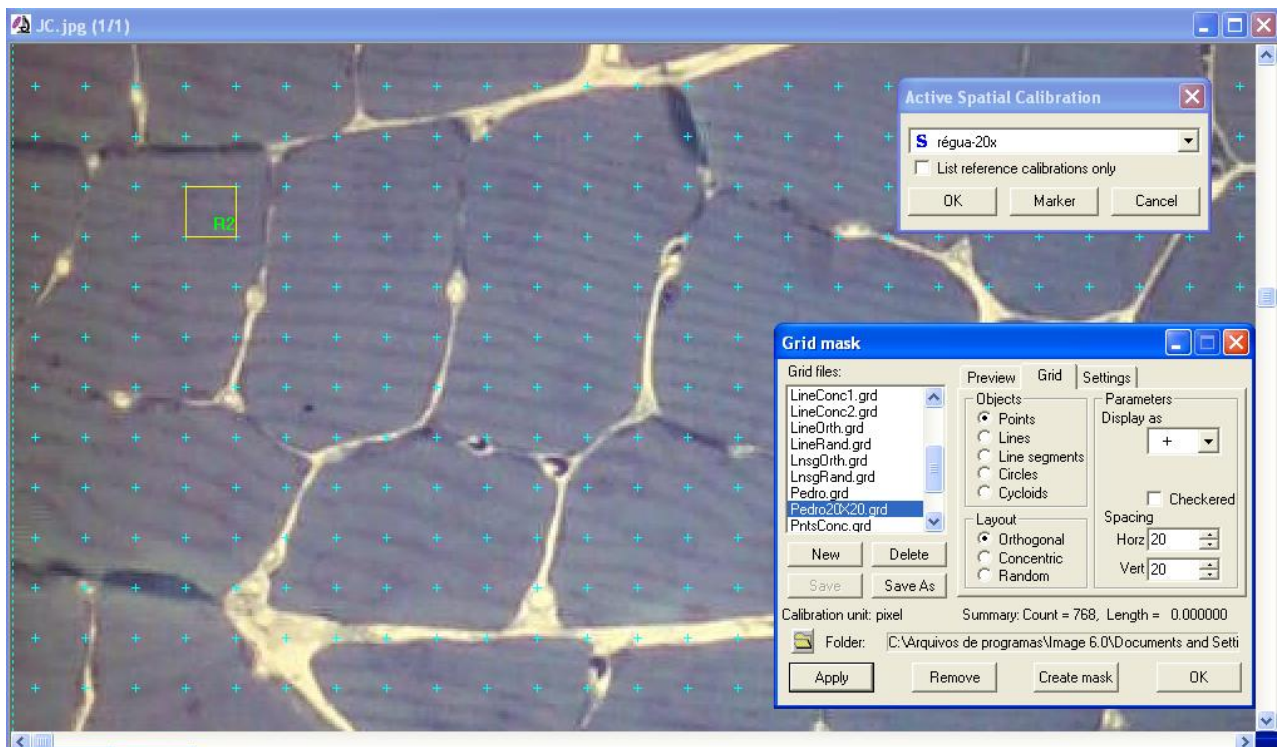 JC.jpg (1/1)
R2
Active Spatial Calibration
S régua-20x
List reference calibrations only
OK Marker Cancel
Grid mask
Grid files:
LineConc1.grd
LineConc2.grd
LineOrth.grd
LineRand.grd
LnsgOrth.grd
LnsgRand.grd
Pedro.grd
Pedro20X20.grd
PntsConc.grd
New Delete
Save Save As
Preview Grid Settings
Objects
Points
Lines
Line segments
Circles
Cycloids
Layout
Orthogonal
Concentric
Random
Parameters
Display as
+
Checkered
Spacing
Horz 20
Vert 20
Calibration unit: pixel Summary: Count = 768, Length = 0.000000
Folder: C:\Arquivos de programas\Image 6.0\Documents and Setti
Apply Remove Create mask OK